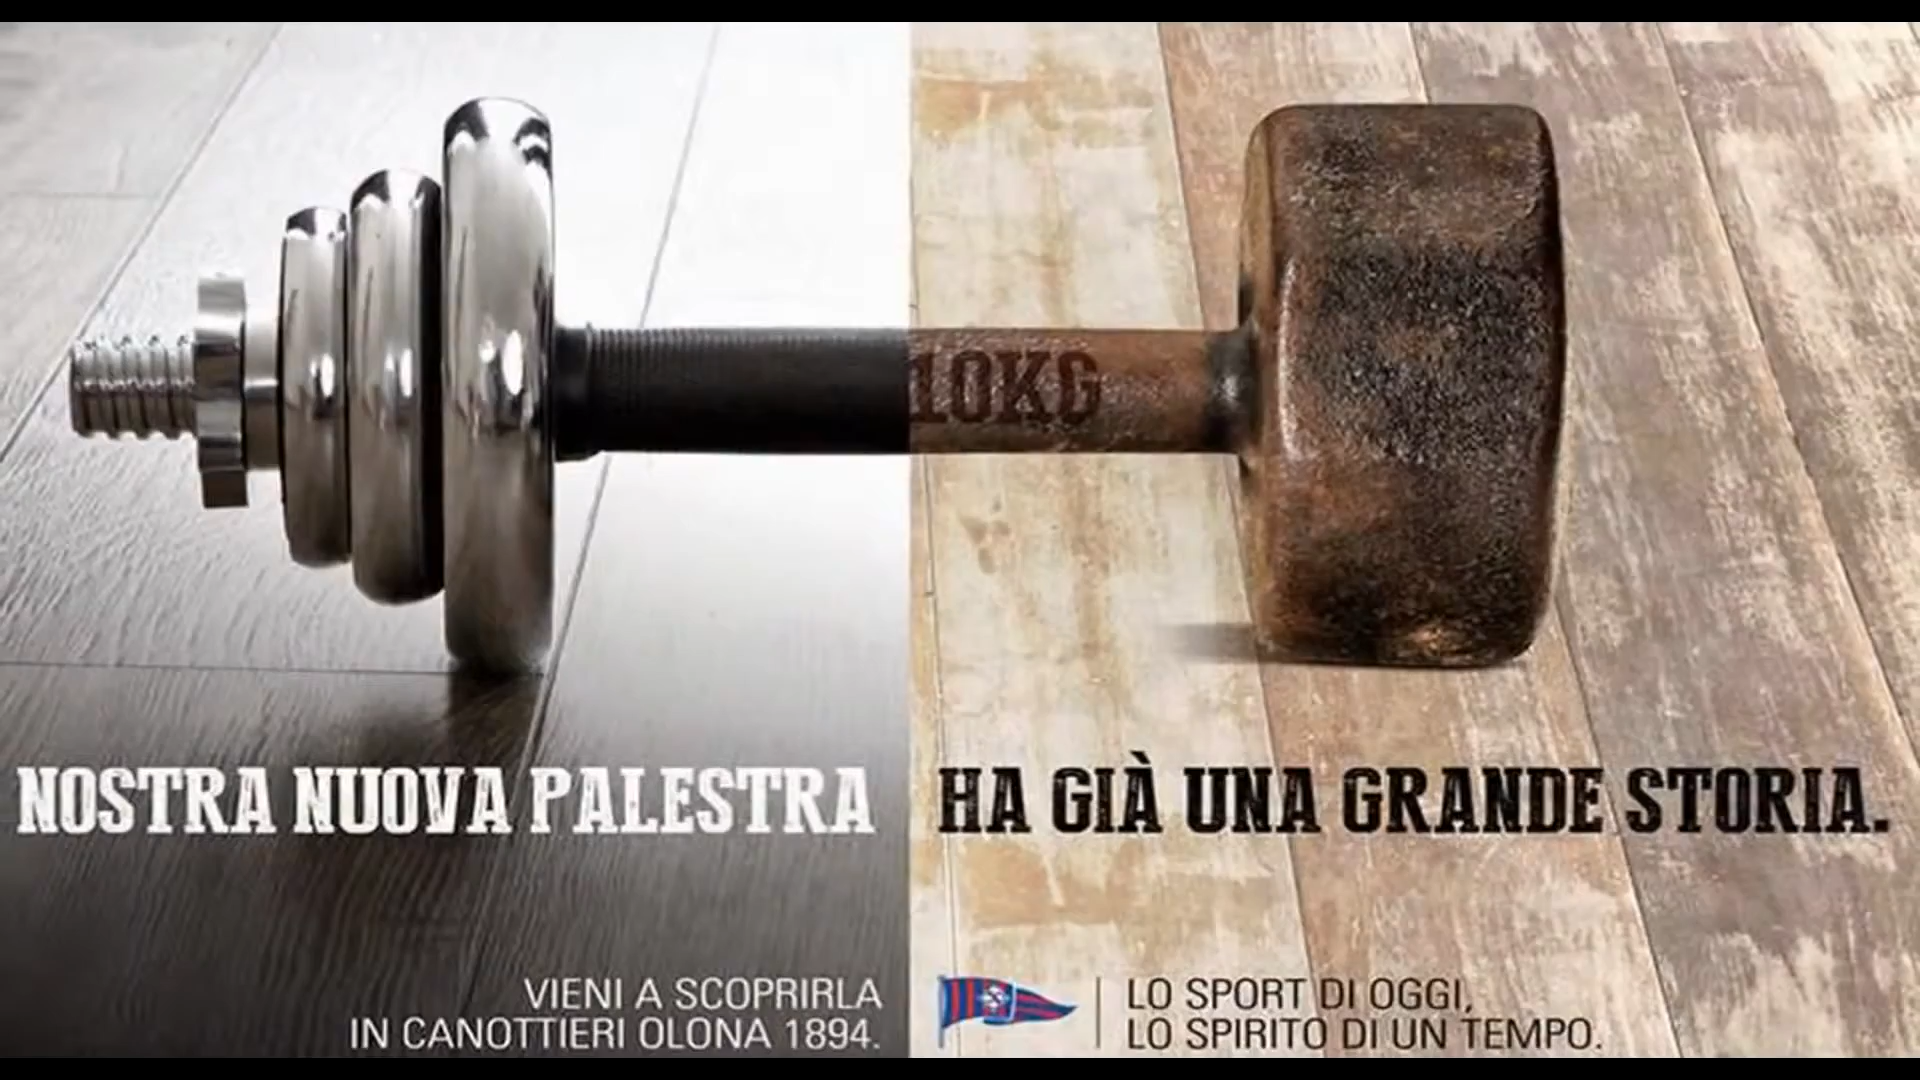 10KG
NOSTRA NUOVA PALESTRA HA GIÀ UNA GRANDE STORIA.
VIENI A SCOPRIRLA
IN CANOTTIERI OLONA 1894.
LO SPORT DI OGGI,
LO SPIRITO DI UN TEMPO.